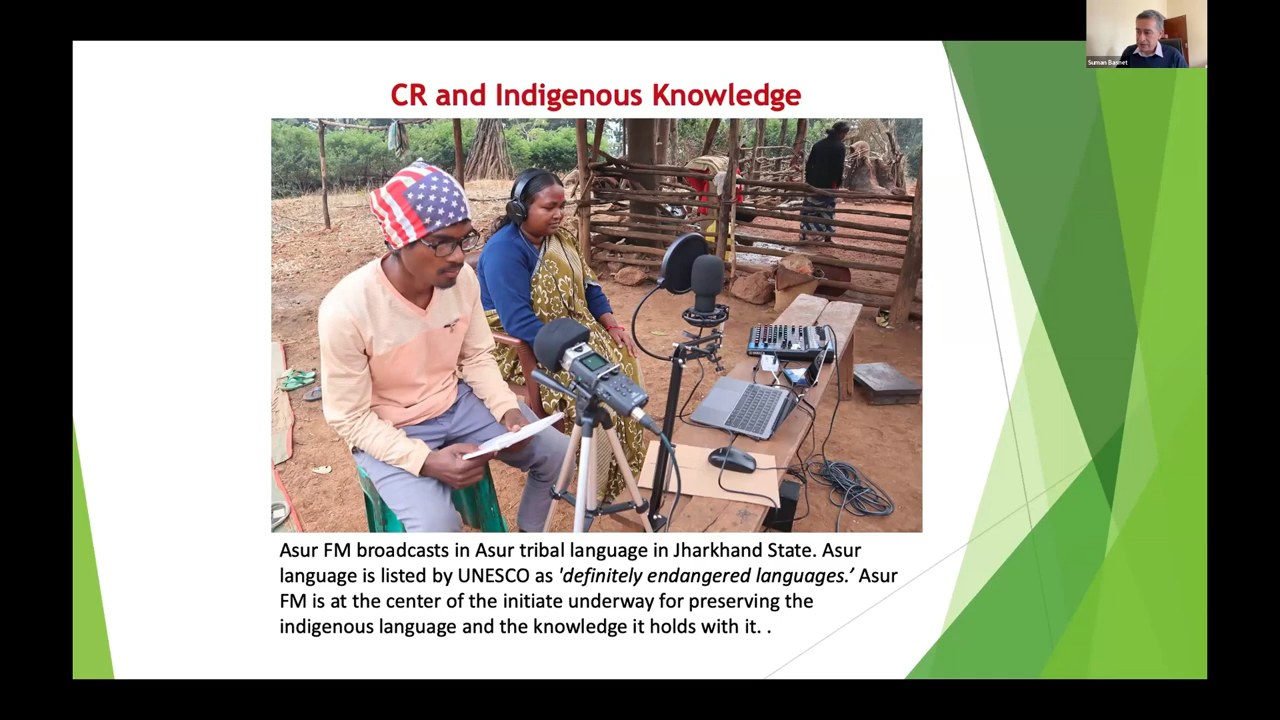 Suman Basnet
CR and Indigenous Knowledge
Asur FM broadcasts in Asur tribal language in Jharkhand State. Asur
language is listed by UNESCO as 'definitely endangered languages.’ Asur
FM is at the center of the initiate underway for preserving the
indigenous language and the knowledge it holds with it. .